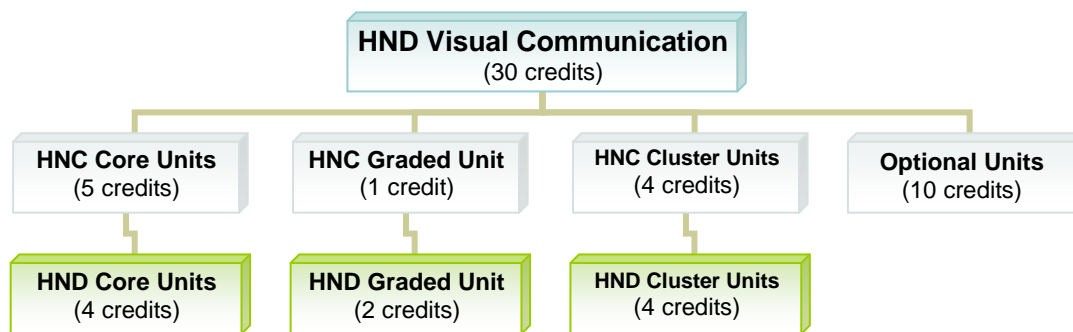 HND Visual Communication
(30 credits)
HNC Core Units
(5 credits)
HNC Graded Unit
(1 credit)
HNC Cluster Units
(4 credits)
Optional Units
(10 credits)
HND Core Units
(4 credits)
HND Graded Unit
(2 credits)
HND Cluster Units
(4 credits)